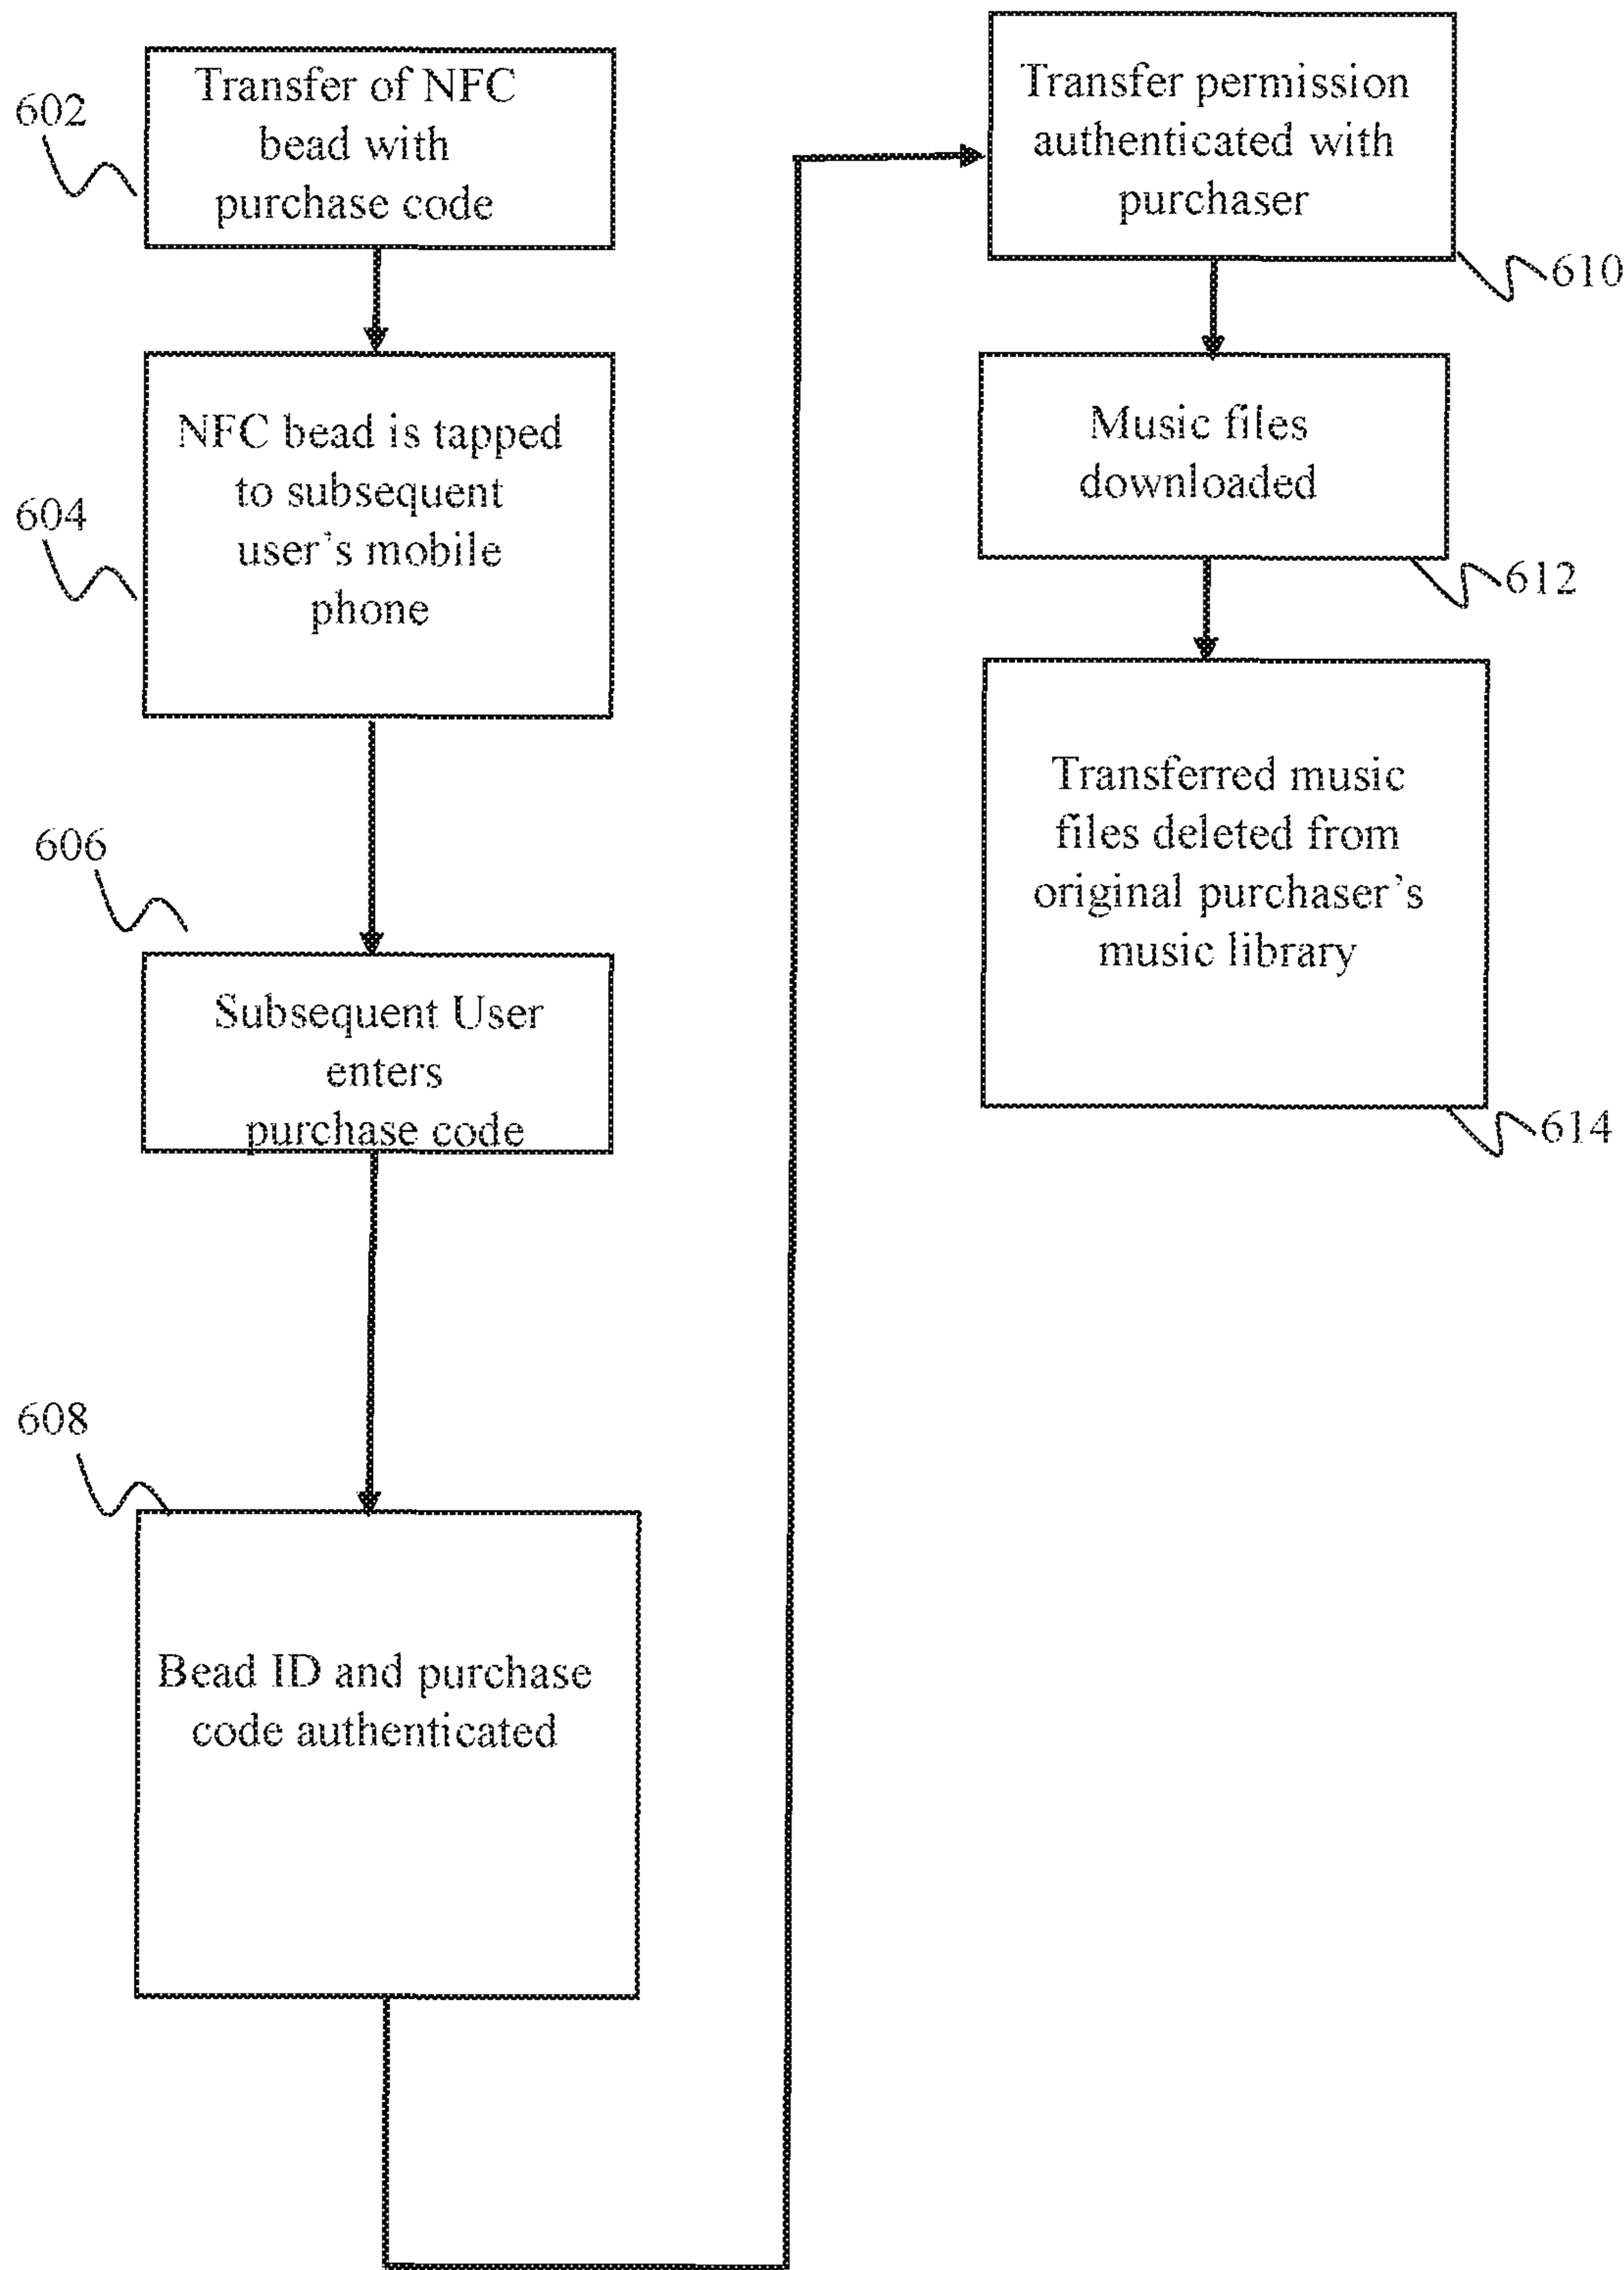 602
Transfer of NFC
bead with
purchase code
604
NFC bead is tapped
to subsequent
user's mobile
phone
606
Subsequent User
enters
purchase code
608
Bead ID and purchase
code authenticated
Transfer permission
authenticated with
purchaser
610
Music files
downloaded
612
Transferred music
files deleted from
original purchaser's
music library
614